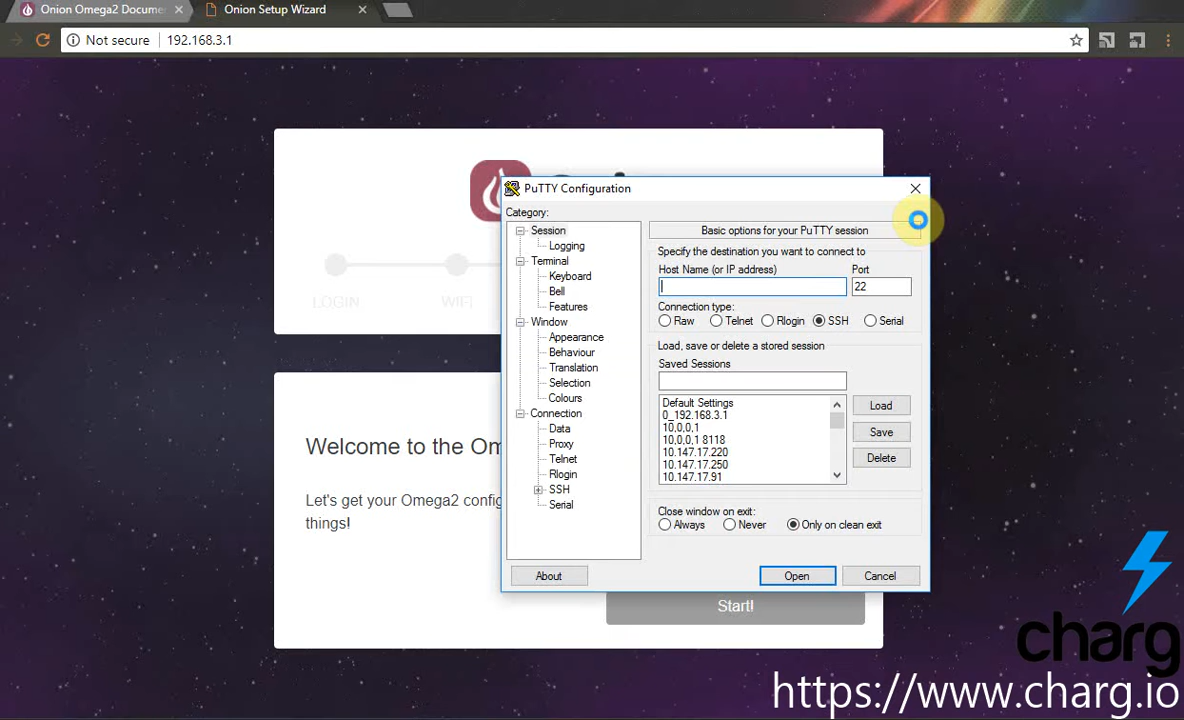 Onion Omega2 Docume
Onion Setup Wizard
Not secure
192.168.3.1
LOGIN
WIFI
Welcome to the Om
Let's get your Omega2 config
things!
Start!
PuTTY Configuration
Category:
Session
Logging
Terminal
Keyboard
Bell
Features
Window
Appearance
Behaviour
Translation
Selection
Colours
Connection
Data
Proxy
Telnet
Rlogin
SSH
Serial
Basic options for your PuTTY session
Specify the destination you want to connect to
Host Name (or IP address)
Port
22
Connection type:
Raw
Telnet
Rlogin
SSH
Serial
Load, save or delete a stored session
Saved Sessions
Default Settings
0_192.168.3.1
10,0,0,1
10,0,0,1 8118
10.147.17.220
10.147.17.250
10.147.17.91
Load
Save
Delete
Close window on exit:
Always
Never
Only on clean exit
About
Open
Cancel
charg
https://www.charg.io